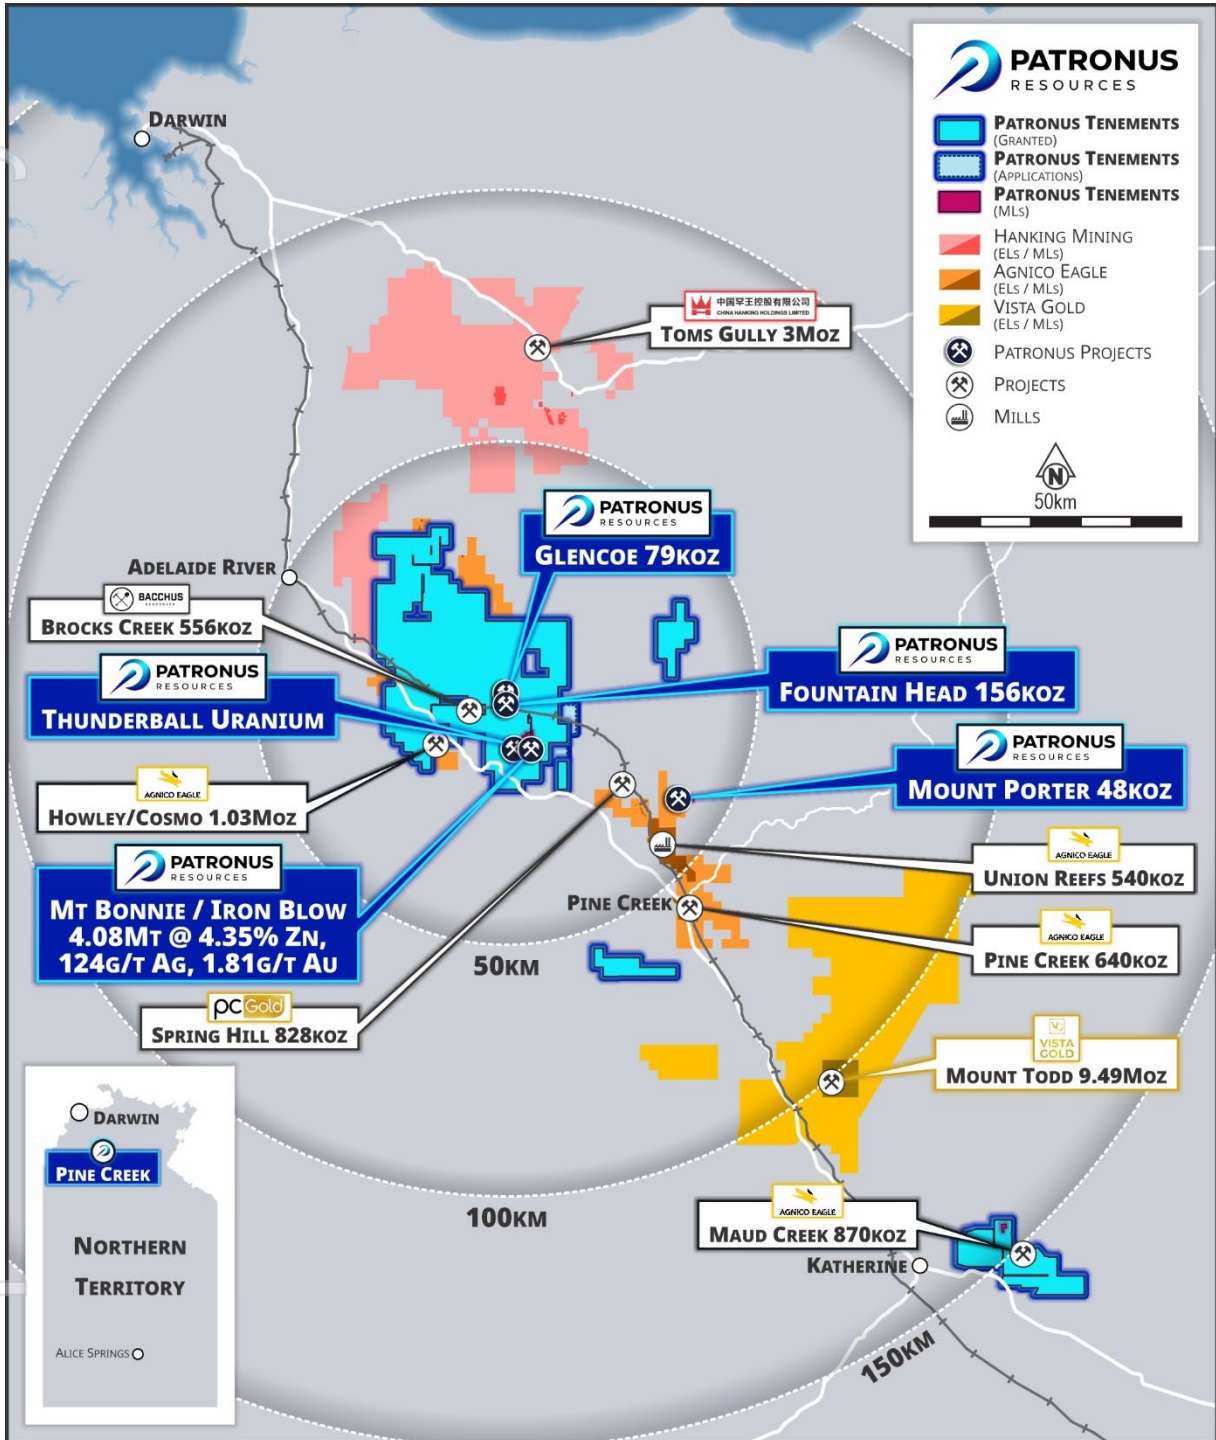 DARWIN
PATRONUS
RESOURCES
PATRONUS TENEMENTS
(GRANTED)
PATRONUS TENEMENTS
(APPLICATIONS)
PATRONUS TENEMENTS
(MLS)
HANKING MINING
(ELS / MLS)
AGNICO EAGLE
(ELS / MLS)
VISTA GOLD
(ELS / MLS)
PATRONUS PROJECTS
PROJECTS
MILLS
N
50km
中国罕王控股有限公司
CHINA HANKING HOLDINGS LIMITED
TOMS GULLY 3MOZ
PATRONUS
RESOURCES
GLENCOE 79KOZ
ADELAIDE RIVER
BACCHUS
RESOURCES
BROCKS CREEK 556KOZ
PATRONUS
RESOURCES
THUNDERBALL URANIUM
PATRONUS
RESOURCES
FOUNTAIN HEAD 156KOZ
PATRONUS
RESOURCES
MOUNT PORTER 48KOZ
AGNICO EAGLE
HOWLEY/COSMO 1.03MOZ
PATRONUS
RESOURCES
MT BONNIE / IRON BLOW
4.08MT @ 4.35% ZN,
124G/T AG, 1.81G/T AU
AGNICO EAGLE
UNION REEFS 540KOZ
PINE CREEK
AGNICO EAGLE
PINE CREEK 640KOZ
50KM
pcGold
SPRING HILL 828KOZ
VG
VISTA
GOLD
MOUNT TODD 9.49MOZ
DARWIN
PINE CREEK
NORTHERN
TERRITORY
ALICE SPRINGS
100KM
AGNICO EAGLE
MAUD CREEK 870KOZ
KATHERINE
150KM